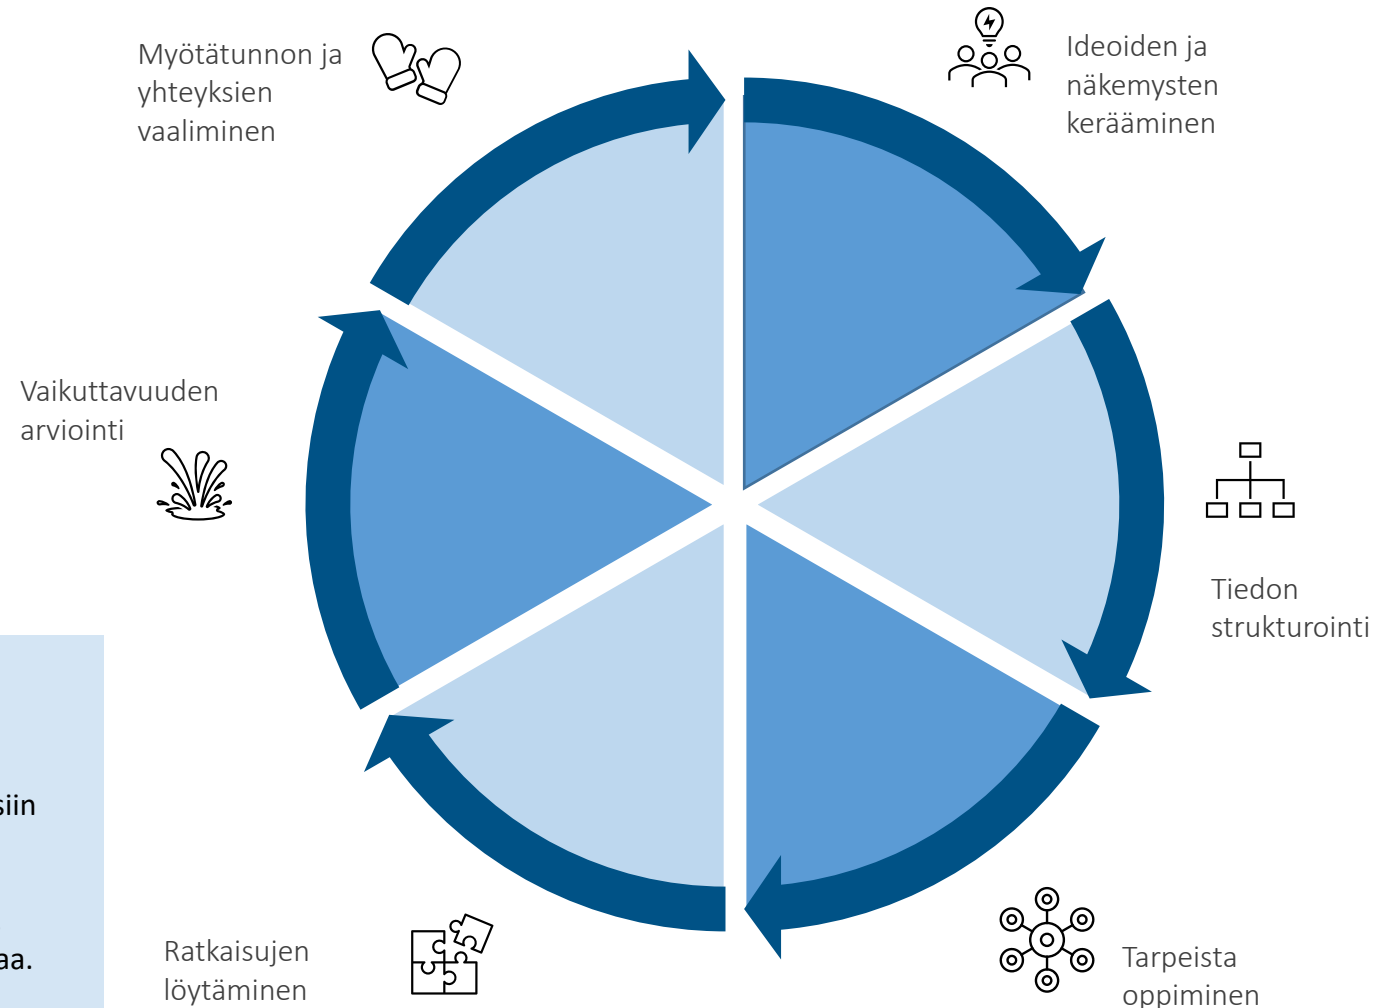 Myötätunnon ja
yhteyksien
vaaliminen
Ideoiden ja
näkemysten
kerääminen
Vaikuttavuuden
arviointi
Tiedon
strukturointi
siin
aa.
Ratkaisujen
löytäminen
Tarpeista
oppiminen